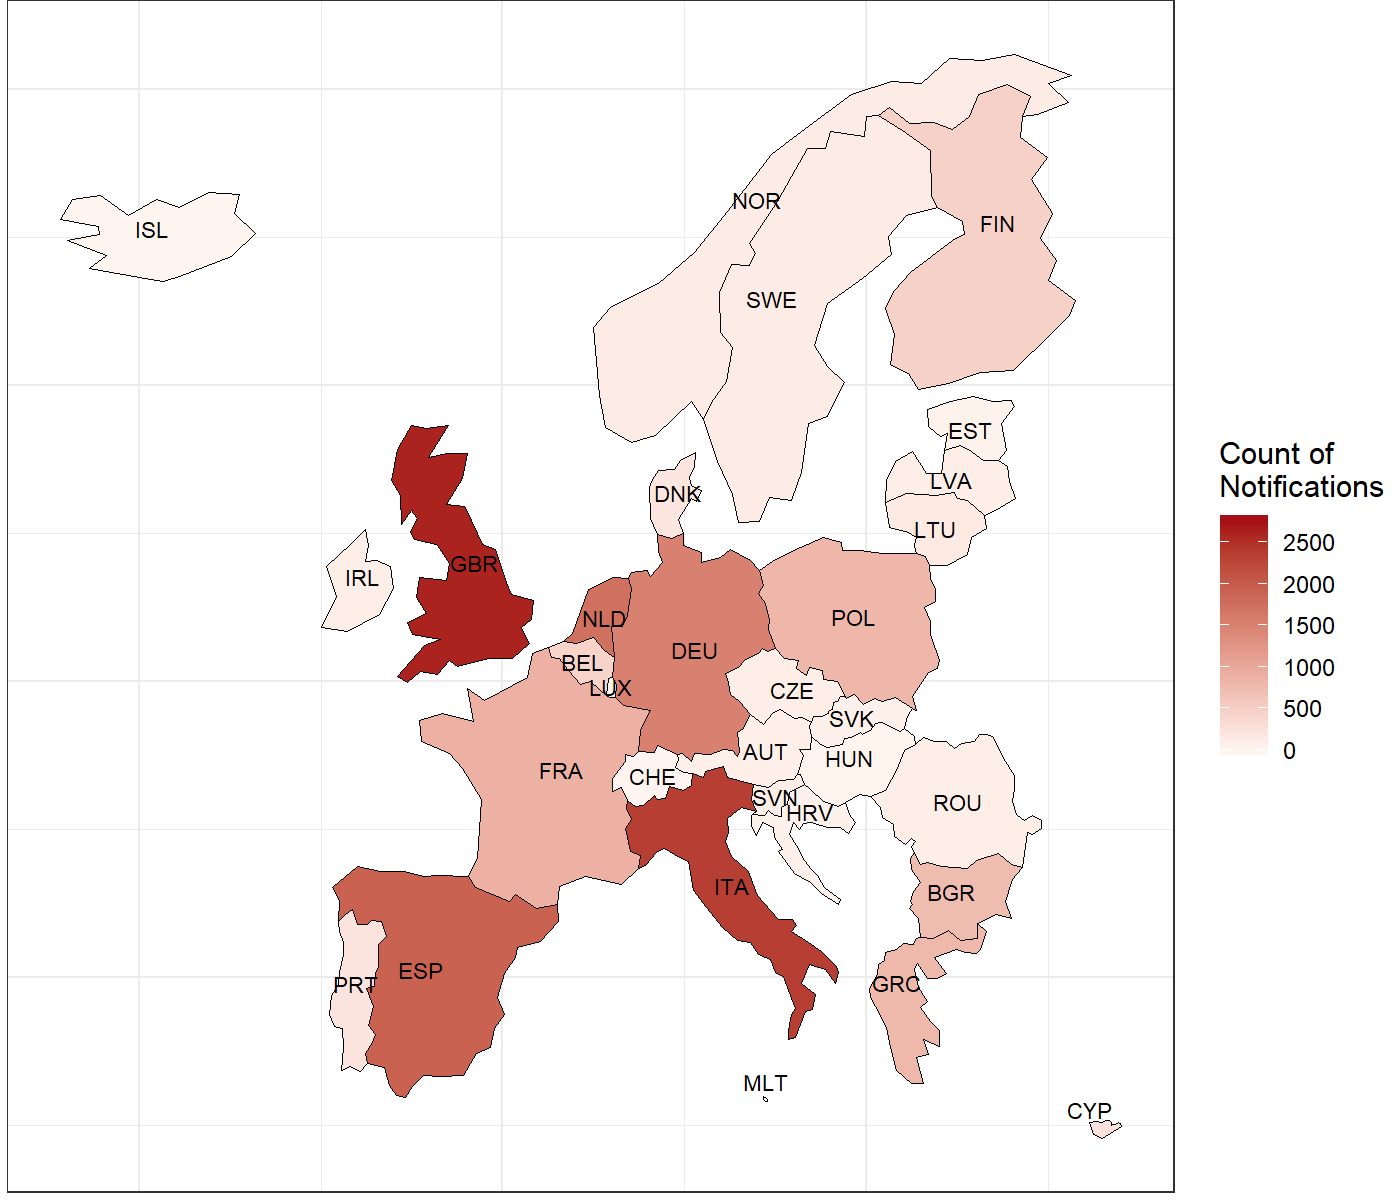 NOR
ISL
FIN
SWE
EST
LVA
DNK
LTU
GBR
IRL
NLD
POL
DEU
BEL
LUX
CZE
SVK
AUT
HUN
FRA
CHE
SVN
HRV
ROU
ITA
BGR
ESP
PRT
GRC
MLT
CYP
Count of
Notifications
2500
2000
1500
1000
500
0